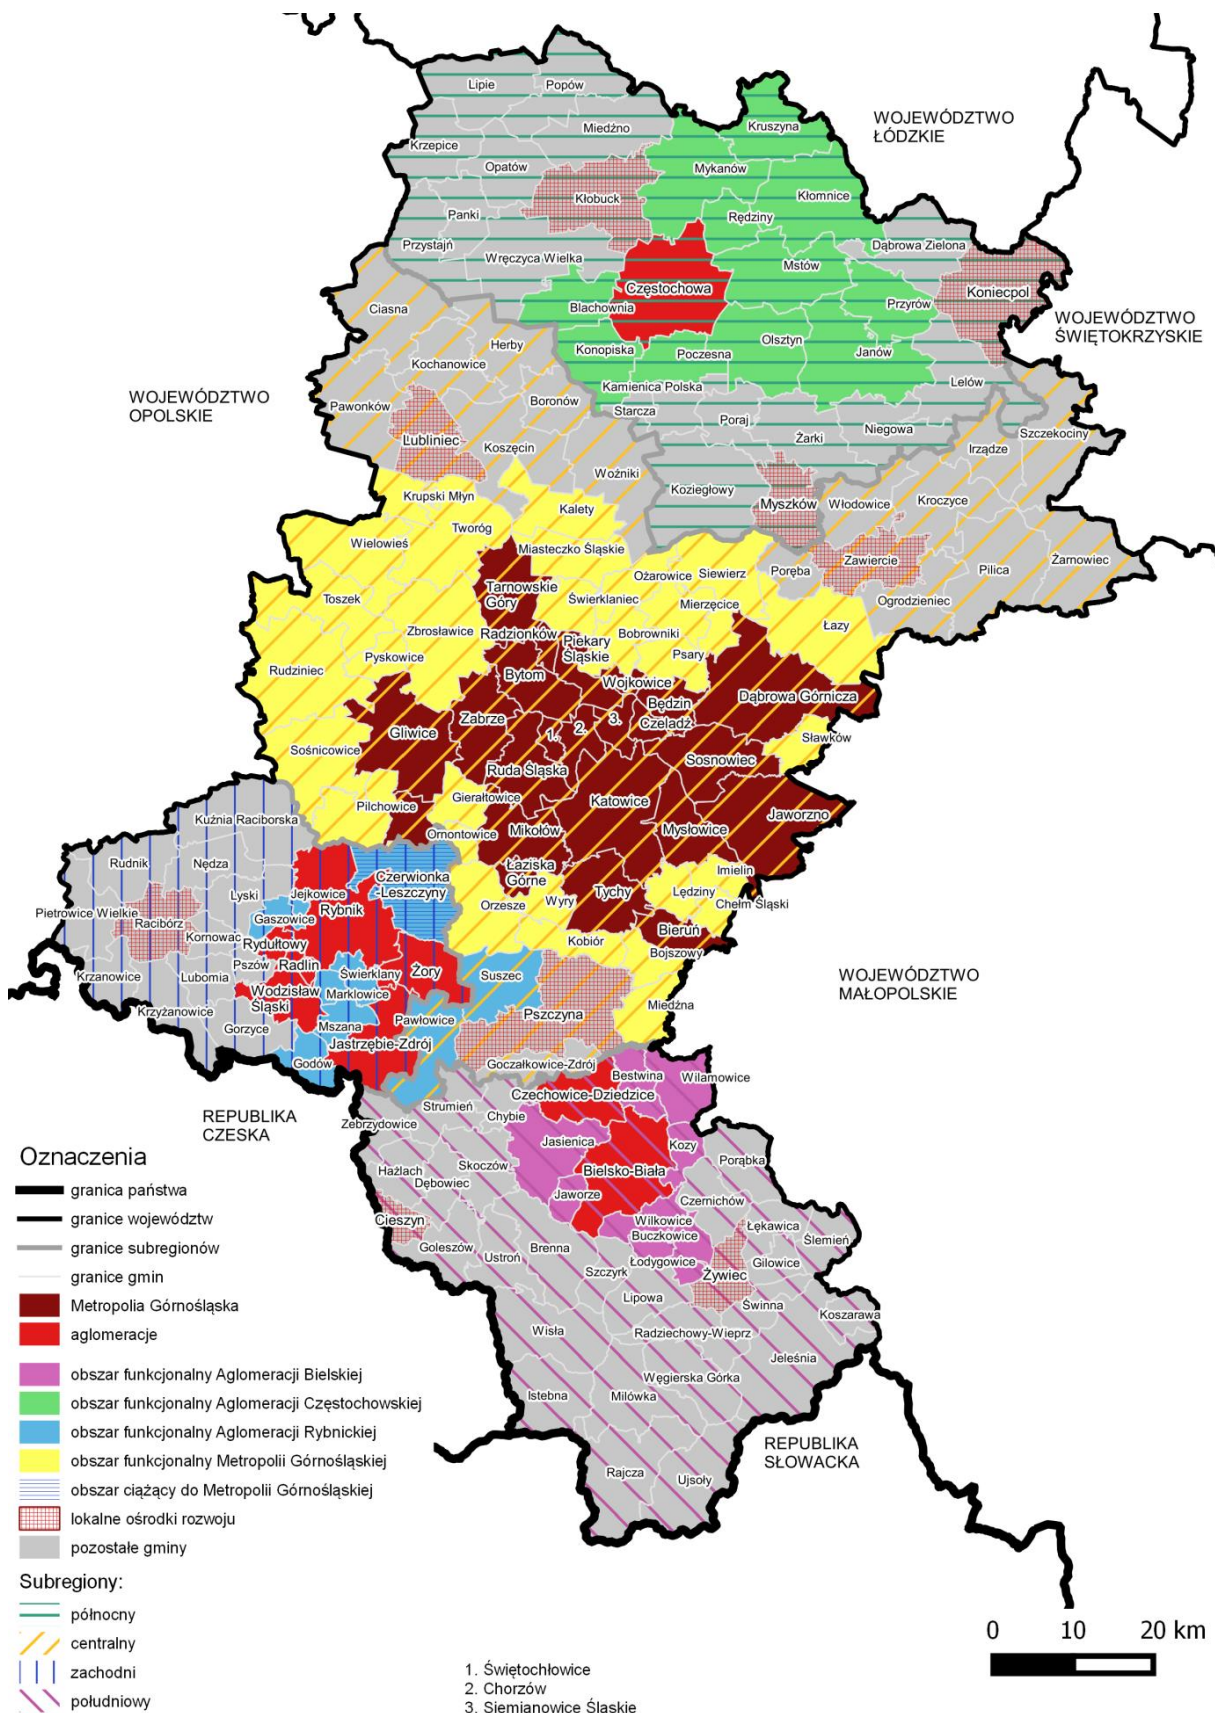 Lipie
Popów
Kruszyna
WOJEWÓDZTWO
ŁÓDZKIE
Miedźno
Krzepice
Opatów
Mykanów
Kłobuck
Kłomnice
Panki
Rędziny
Przystajń
Dąbrowa Zielona
Wręczyca Wielka
Mstów
Częstochowa
Koniecpol
Ciasna
Blachownia
Przyrów
WOJEWÓDZTWO
ŚWIĘTOKRZYSKIE
Herby
Olsztyn
Konopiska
Poczesna
Janów
Kochanowice
Lelów
WOJEWÓDZTWO
OPOLSKIE
Kamienica Polska
Pawonków
Boronów
Starcza
Poraj
Niegowa
Szczekociny
Lubliniec
Koszęcin
Żarki
Irządze
Woźniki
Koziegłowy
Krupski Młyn
Myszków
Włodowice
Kroczyce
Kalety
Tworóg
Wielowieś
Miasteczko Śląskie
Zawiercie
Żarnowiec
Poręba
Pilica
Ożarowice
Siewierz
Tarnowskie
Góry
Toszek
Świerklaniec
Mierzęcice
Ogrodzieniec
Łazy
Zbrosławice
Radzionków
Piekary
Śląskie
Bobrowniki
Psary
Pyskowice
Rudziniec
Bytom
Wojkowice
Dąbrowa Górnicza
Będzin
Zabrze
Czeladź
1.
2.
3.
Gliwice
Sławków
Sośnicowice
Sosnowiec
Ruda Śląska
Gierałtowice
Katowice
Pilchowice
Jaworzno
Kuźnia Raciborska
Ornontowice
Mikołów
Mysłowice
Rudnik
Nędza
Czerwionka
-Leszczyny
Łaziska
Górne
Imielin
Lyski
Jejkowice
Tychy
Lędziny
Orzesze
Wyry
Chełm Śląski
Pietrowice Wielkie
Racibórz
Gaszowice
Rybnik
Bieruń
Kornowac
Rydułtowy
Kobiór
Bojszowy
Pszów
Radlin
Świerklany
Żory
Suszec
WOJEWÓDZTWO
MAŁOPOLSKIE
Krzanowice
Lubomia
Wodzisław
Śląski
Marklowice
Miedźna
Krzyżanowice
Pszczyna
Gorzyce
Mszana
Pawłowice
Jastrzębie-Zdrój
Godów
Goczałkowice-Zdrój
Bestwina
Wilamowice
Czechowice-Dziedzice
REPUBLIKA
CZESKA
Strumień
Chybie
Zebrzydowice
Jasienica
Kozy
Porąbka
Skoczów
Hażlach
Dębowiec
Bielsko-Biała
Jaworze
Czernichów
Cieszyn
Wilkowice
Łękawica
Buczkowice
Ślemień
Goleszów
Ustroń
Brenna
Łodygowice
Gilowice
Szczyrk
Żywiec
Lipowa
Świnna
Koszarawa
Wisła
Radziechowy-Wieprz
Jeleśnia
Węgierska Górka
Istebna
Milówka
REPUBLIKA
SŁOWACKA
Rajcza
Ujsoły
Oznaczenia
granica państwa
granice województw
granice subregionów
granice gmin
Metropolia Górnośląska
aglomeracje
obszar funkcjonalny Aglomeracji Bielskiej
obszar funkcjonalny Aglomeracji Częstochowskiej
obszar funkcjonalny Aglomeracji Rybnickiej
obszar funkcjonalny Metropolii Górnośląskiej
obszar ciążący do Metropolii Górnośląskiej
lokalne ośrodki rozwoju
pozostałe gminy
Subregiony:
północny
centralny
zachodni
południowy
1. Świętochłowice
2. Chorzów
3. Siemianowice Śląskie
0 10 20 km